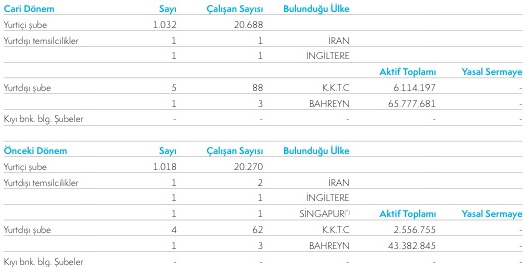 Cari Dönem Sayı Çalışan Sayısı Bulunduğu Ülke
Yurtiçi şube 1.032 20.688
Yurtdışı temsilcilikler 1 1 İRAN
1 1 İNGİLTERE
Aktif Toplamı Yasal Sermaye
Yurtdışı şube 5 88 K.K.T.C 6.114.197 -
1 3 BAHREYN 65.777.681 -
Kıyı bnk. blg. Şubeler - - - - -
Önceki Dönem Sayı Çalışan Sayısı Bulunduğu Ülke
Yurtiçi şube 1.018 20.270
Yurtdışı temsilcilikler 1 2 İRAN
1 1 İNGİLTERE
1 1 SİNGAPUR(*) Aktif Toplamı Yasal Sermaye
Yurtdışı şube 4 62 K.K.T.C 2.556.755 -
1 3 BAHREYN 43.382.845 -
Kıyı bnk. blg. Şubeler - - - - -